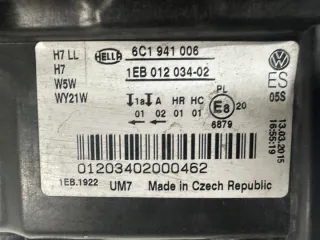 H7 LL HELLA 6C1 941 006
H7 1EB 012 034-02
W5W
WY21W
ES
05S
1a A HR HC PL
01 02 01 01 E8 20
6879
13.03.2015
16:55:19
01203402000462
1EB.1922 UM7 Made in Czech Republic